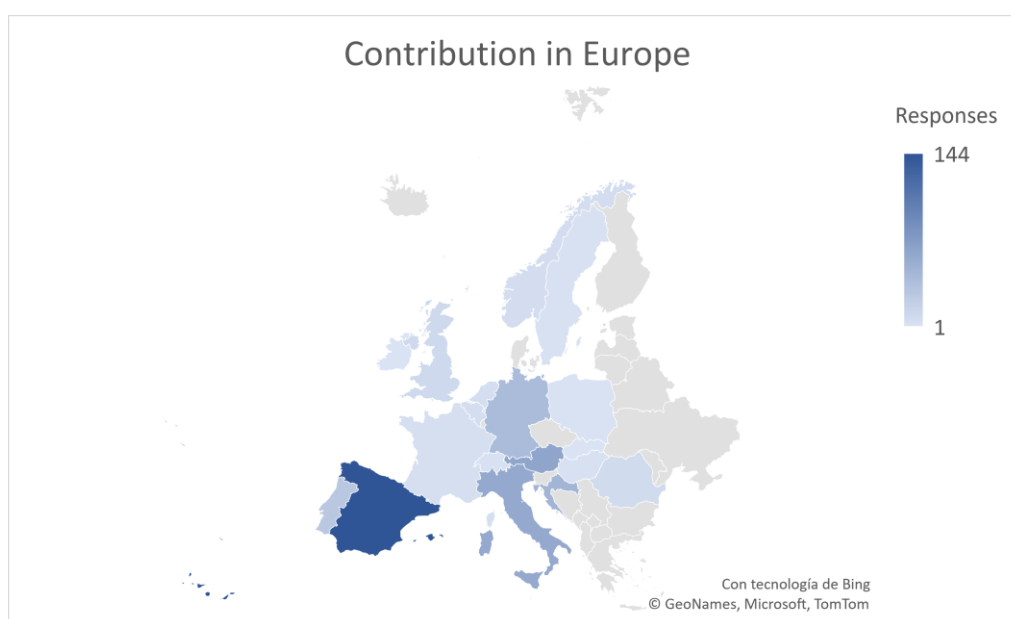 Contribution in Europe
Responses
144
1
Con tecnología de Bing
© GeoNames, Microsoft, TomTom